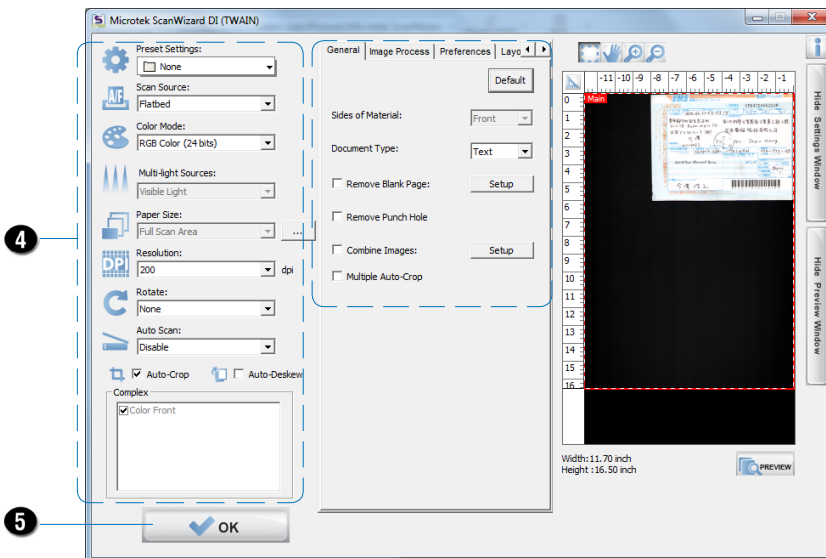 Microtek ScanWizard DI (TWAIN)
Preset Settings:
None
Scan Source:
Flatbed
Color Mode:
RGB Color (24 bits)
Multi-light Sources:
Visible Light
Paper Size:
Full Scan Area
...
Resolution:
200 dpi
Rotate:
None
Auto Scan:
Disable
Auto-Crop Auto-Deskew
Complex
Color Front
OK
4
5
General Image Process Preferences Layo
Default
Sides of Material: Front
Document Type: Text
Remove Blank Page: Setup
Remove Punch Hole
Combine Images: Setup
Multiple Auto-Crop
-11 -10 -9 -8 -7 -6 -5 -4 -3 -2 -1
0
1
2
3
4
5
6
7
8
9
10
11
12
13
14
15
16
Main
EMS
Width:11.70 inch
Height :16.50 inch
PREVIEW
Hide Settings Window
Hide Preview Window